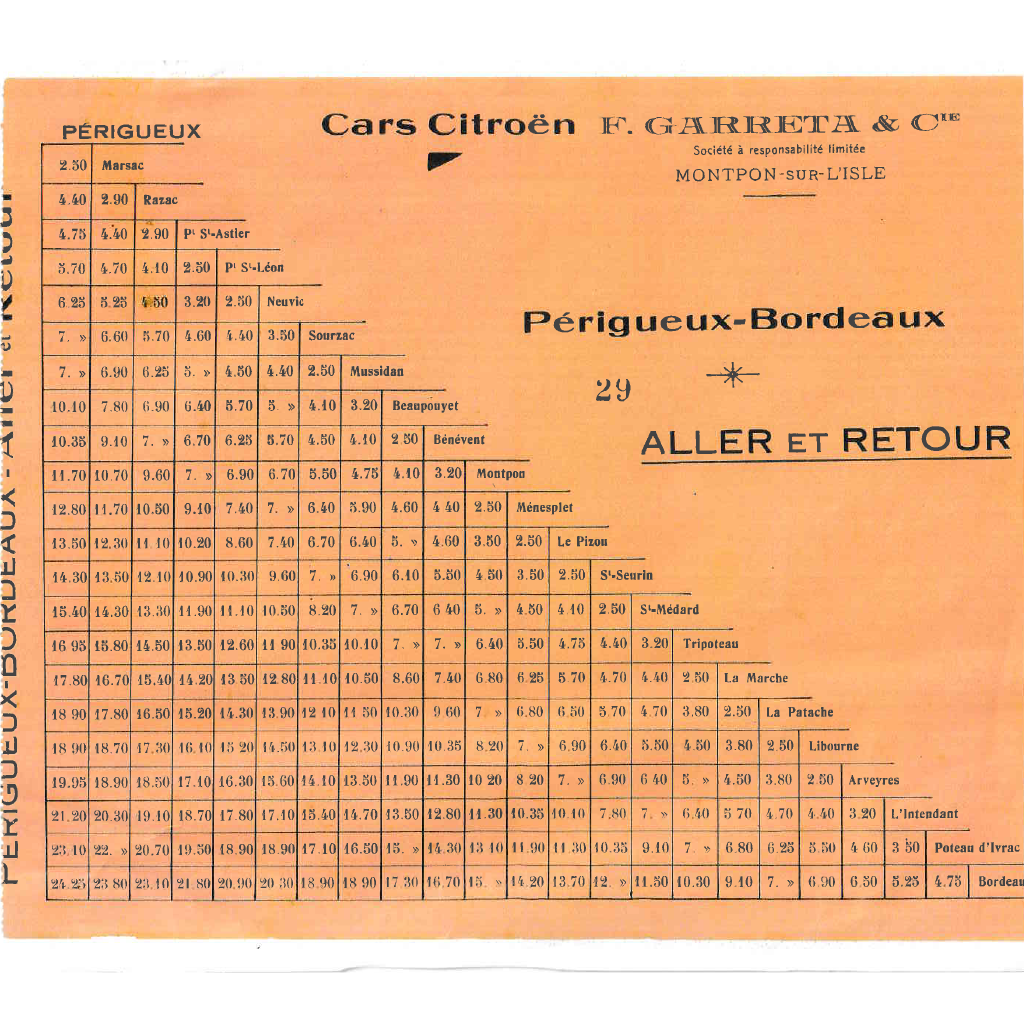 PÉRIGUEUX
Cars Citroën F. GARRETA & CIE
Société à responsabilité limitée
MONTPON-SUR-L'ISLE
2.50 Marsac
4.40 2.90 Razac
4.75 4.40 2.90 Pt St-Astier
5.70 4.70 4.10 2.50 Pt St-Léon
6.25 5.25 4.50 3.20 2.50 Neuvic
Périgueux-Bordeaux
7. » 6.60 5.70 4.60 4.40 3.50 Sourzac
7. » 6.90 6.25 5. » 4.50 4.40 2.50 Mussidan
29
10.10 7.80 6.90 6.40 5.70 5 » 4.10 3.20 Beaupouyet
10.35 9.10 7. » 6.70 6.25 5.70 4.50 4.10 2 50 Bénévent
ALLER ET RETOUR
11.70 10.70 9.60 7. » 6.90 6.70 5.50 4.75 4.10 3.20 Montpon
12.80 11.70 10.50 9.10 7.40 7. » 6.40 5.90 4.60 4 40 2.50 Ménesplet
13.50 12.30 11 10 10.20 8.60 7.40 6.70 6.40 5. » 4.60 3.50 2.50 Le Pizou
14.30 13.50 12.10 10.90 10.30 9.60 7. » 6.90 6.10 5.50 4.50 3.50 2.50 St-Seurin
15.40 14.30 13.30 11.90 11.10 10.50 8.20 7. » 6.70 6 40 5. » 4.50 4.10 2.50 St-Médard
16 95 15.80 14.50 13.50 12.60 11 90 10.35 10.10 7. » 7. » 6.40 5.50 4.75 4.40 3.20 Tripoteau
17.80 16.70 15.40 14.20 13 50 12 80 11.10 10.50 8.60 7.40 6.80 6.25 5.70 4.70 4.40 2.50 La Marche
18 90 17.80 16.50 15.20 14.30 13.90 12 10 11 50 10.30 9 60 7. » 6.80 6.50 5.70 4.70 3.80 2.50 La Patache
18 90 18.70 17.30 16.10 15 20 14.50 13.10 12.30 10.90 10.35 8.20 7. » 6.90 6.40 5.50 4.50 3.80 2 50 Libourne
19.95 18.90 18.50 17.10 16.30 15.60 14.10 13.50 11.90 11.30 10 20 8 20 7. » 6.90 6 40 5. » 4.50 3.80 2 50 Arveyres
21.20 20.30 19.10 18.70 17.80 17.10 15.40 14.70 13.50 12.80 11.30 10.35 10.10 7.80 7. » 6.40 5 70 4.70 4.40 3.20 L'Intendant
23.10 22. » 20.70 19.50 18.90 18.90 17.10 16.50 15. » 14.30 13 10 11.90 11 30 10.35 9.10 7. » 6.80 6.25 5.50 4 60 3 50 Poteau d'Yvrac
24.25 23 80 23.10 21.80 20.90 20 30 18.90 18 90 17 30 16.70 15. » 14.20 13.70 12. » 11.50 10.30 9.10 7. » 6 90 6.50 5.25 4.75 Bordeau
PÉRIGUEUX-BORDEAUX - Aller et Retour